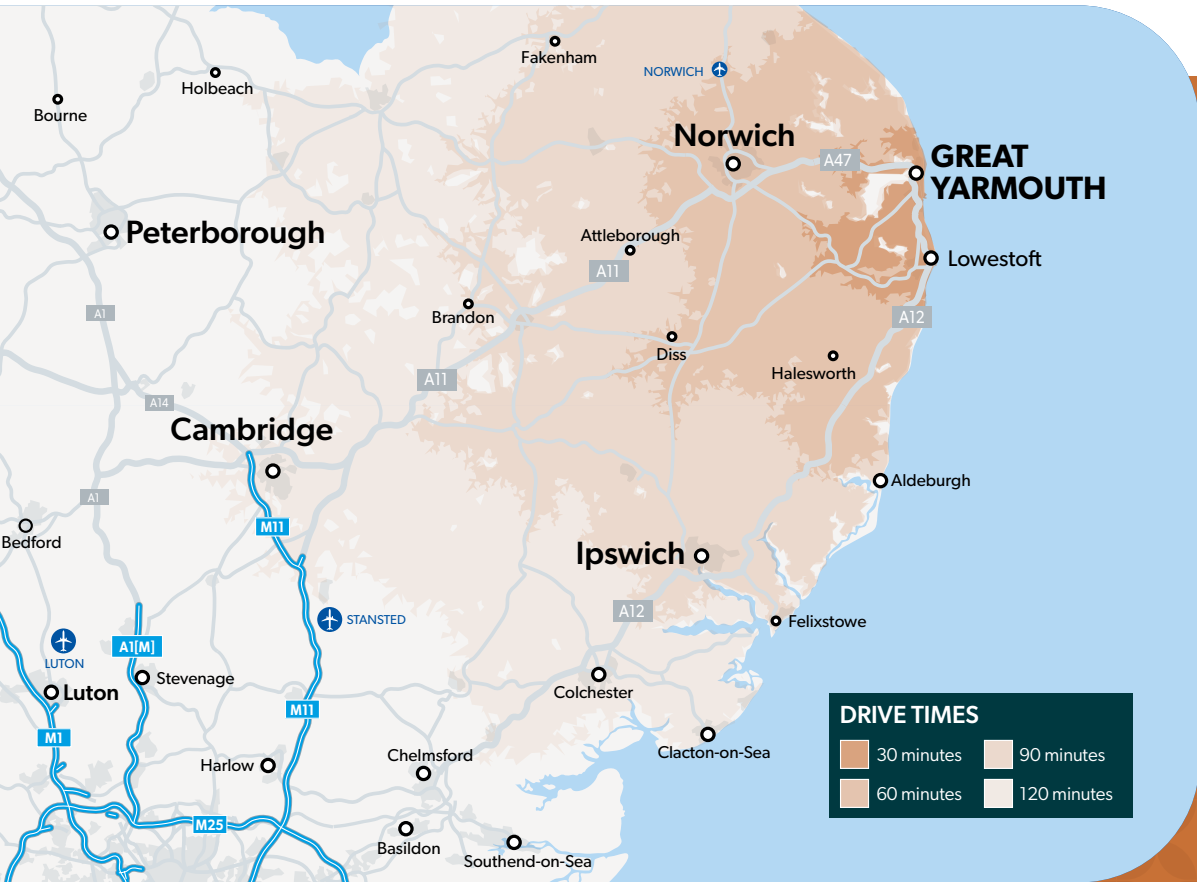 Fakenham
NORWICH
Holbeach
Bourne
Norwich
A47
GREAT
YARMOUTH
Peterborough
Attleborough
A11
Lowestoft
Brandon
A1
A12
Diss
Halesworth
A11
A14
Cambridge
Aldeburgh
A1
M11
Bedford
Ipswich
A12
STANSTED
Felixstowe
A1[M]
LUTON
Stevenage
Luton
Colchester
M11
M1
Clacton-on-Sea
Chelmsford
Harlow
M25
Basildon
Southend-on-Sea
DRIVE TIMES
30 minutes
90 minutes
60 minutes
120 minutes